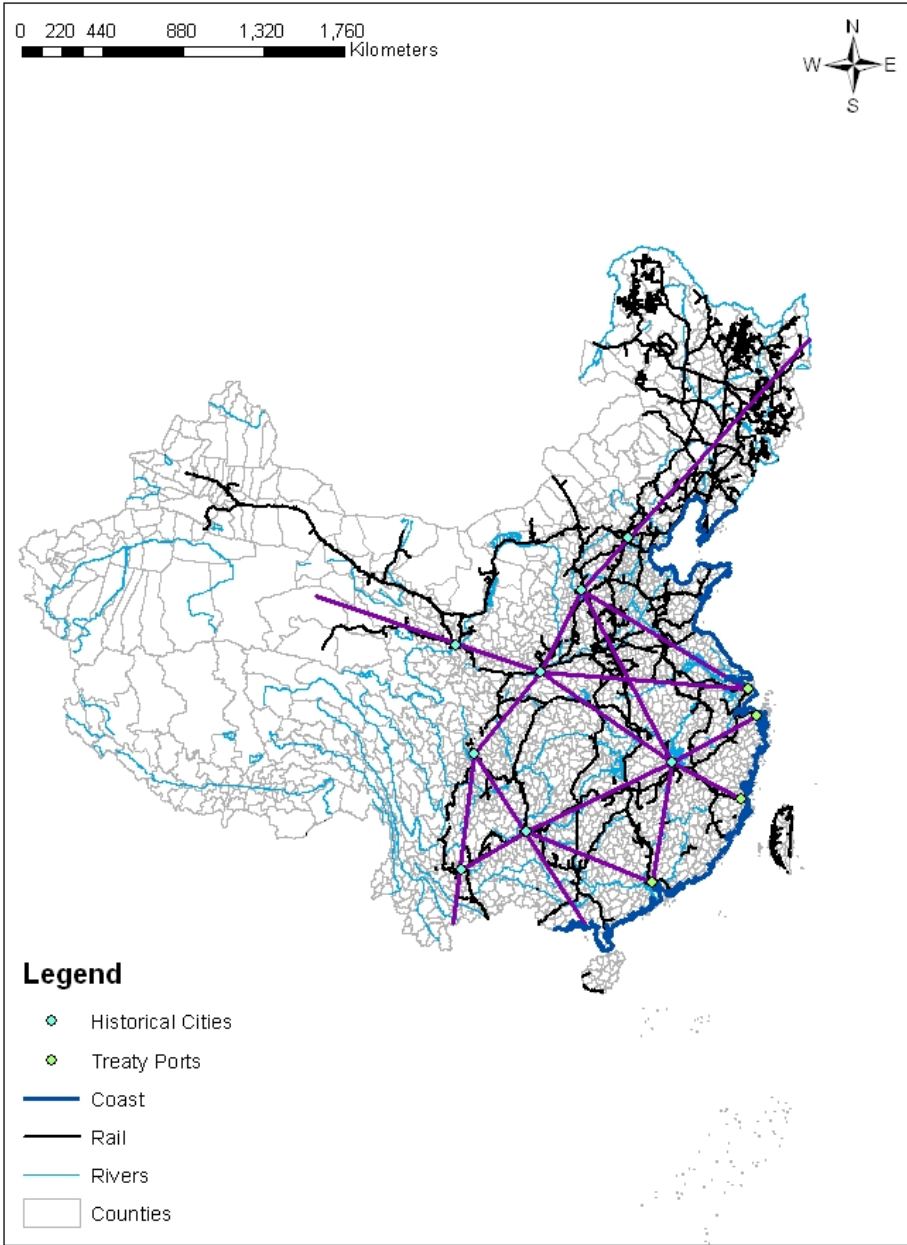 0 220 440 880 1,320 1,760
Kilometers
N
W E
S
Legend
Historical Cities
Treaty Ports
Coast
Rail
Rivers
Counties